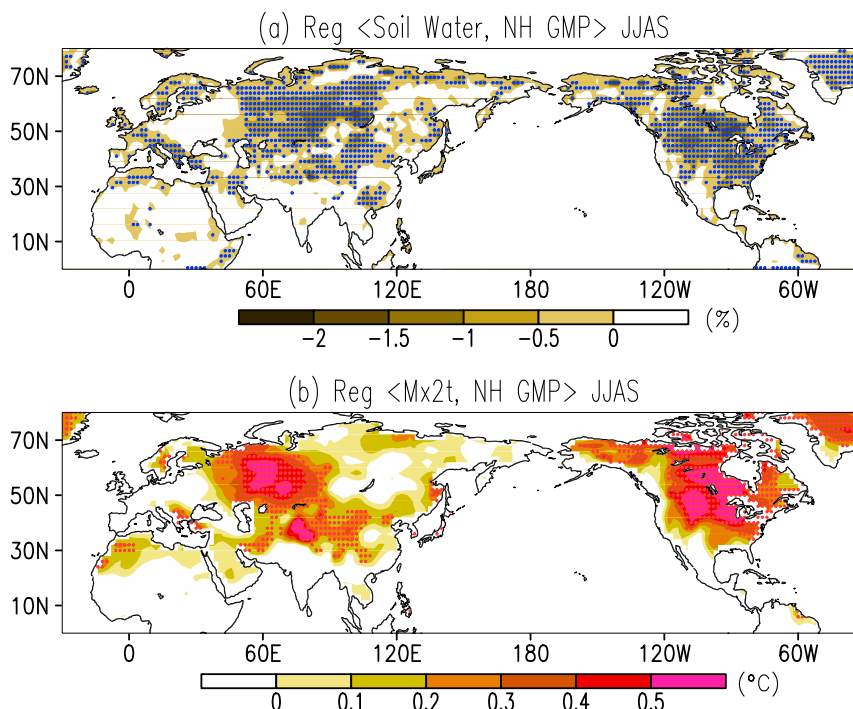 (a) Reg <Soil Water, NH GMP> JJAS
70N
50N
30N
10N
0 60E 120E 180 120W 60W
-2 -1.5 -1 -0.5 0 (%)
(b) Reg <Mx2t, NH GMP> JJAS
70N
50N
30N
10N
0 60E 120E 180 120W 60W
0 0.1 0.2 0.3 0.4 0.5 (°C)